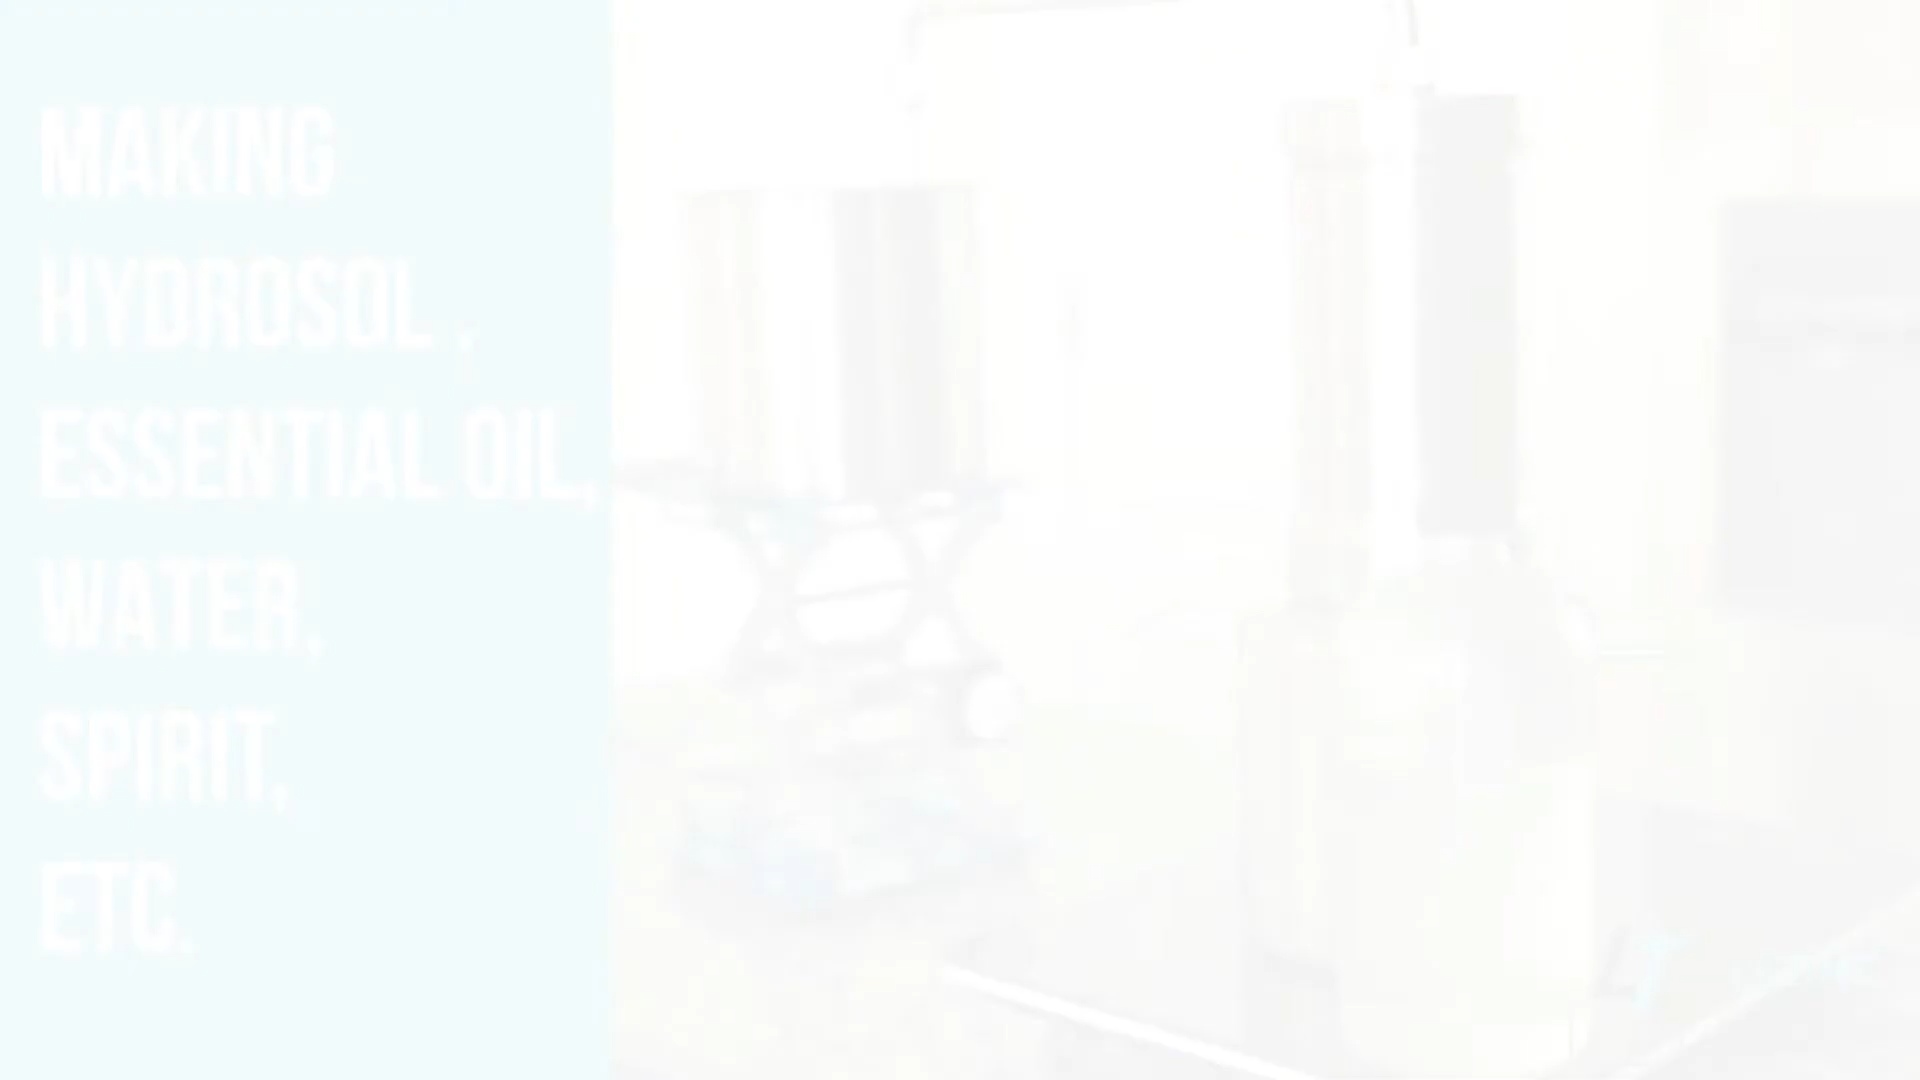 MAKING
HYDROSOL .
ESSENTIAL OIL,
WATER,
SPIRIT,
ETC.